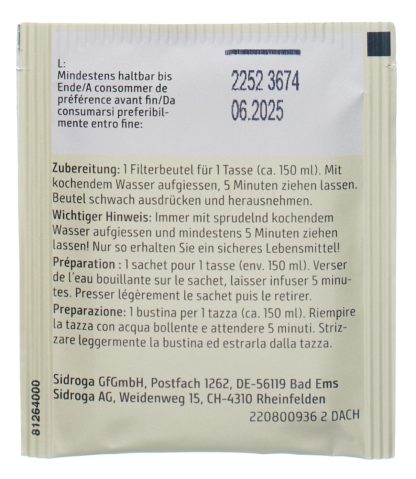 L:
Mindestens haltbar bis
Ende/A consommer de
préférence avant fin/Da
consumarsi preferibil-
mente entro fine:
2252 3674
06.2025
Zubereitung: 1 Filterbeutel für 1 Tasse (ca. 150 ml). Mit
kochendem Wasser aufgiessen, 5 Minuten ziehen lassen.
Beutel schwach ausdrücken und herausnehmen.
Wichtiger Hinweis: Immer mit sprudelnd kochendem
Wasser aufgiessen und mindestens 5 Minuten ziehen
lassen! Nur so erhalten Sie ein sicheres Lebensmittel!
Préparation : 1 sachet pour 1 tasse (env. 150 ml). Verser
de l'eau bouillante sur le sachet, laisser infuser 5 minu-
tes. Presser légèrement le sachet puis le retirer.
Preparazione: 1 bustina per 1 tazza (ca. 150 ml). Riempire
la tazza con acqua bollente e attendere 5 minuti. Striz-
zare leggermente la bustina ed estrarla dalla tazza.
Sidroga GfGmbH, Postfach 1262, DE-56119 Bad Ems
Sidroga AG, Weidenweg 15, CH-4310 Rheinfelden
220800936 2 DACH
81264000